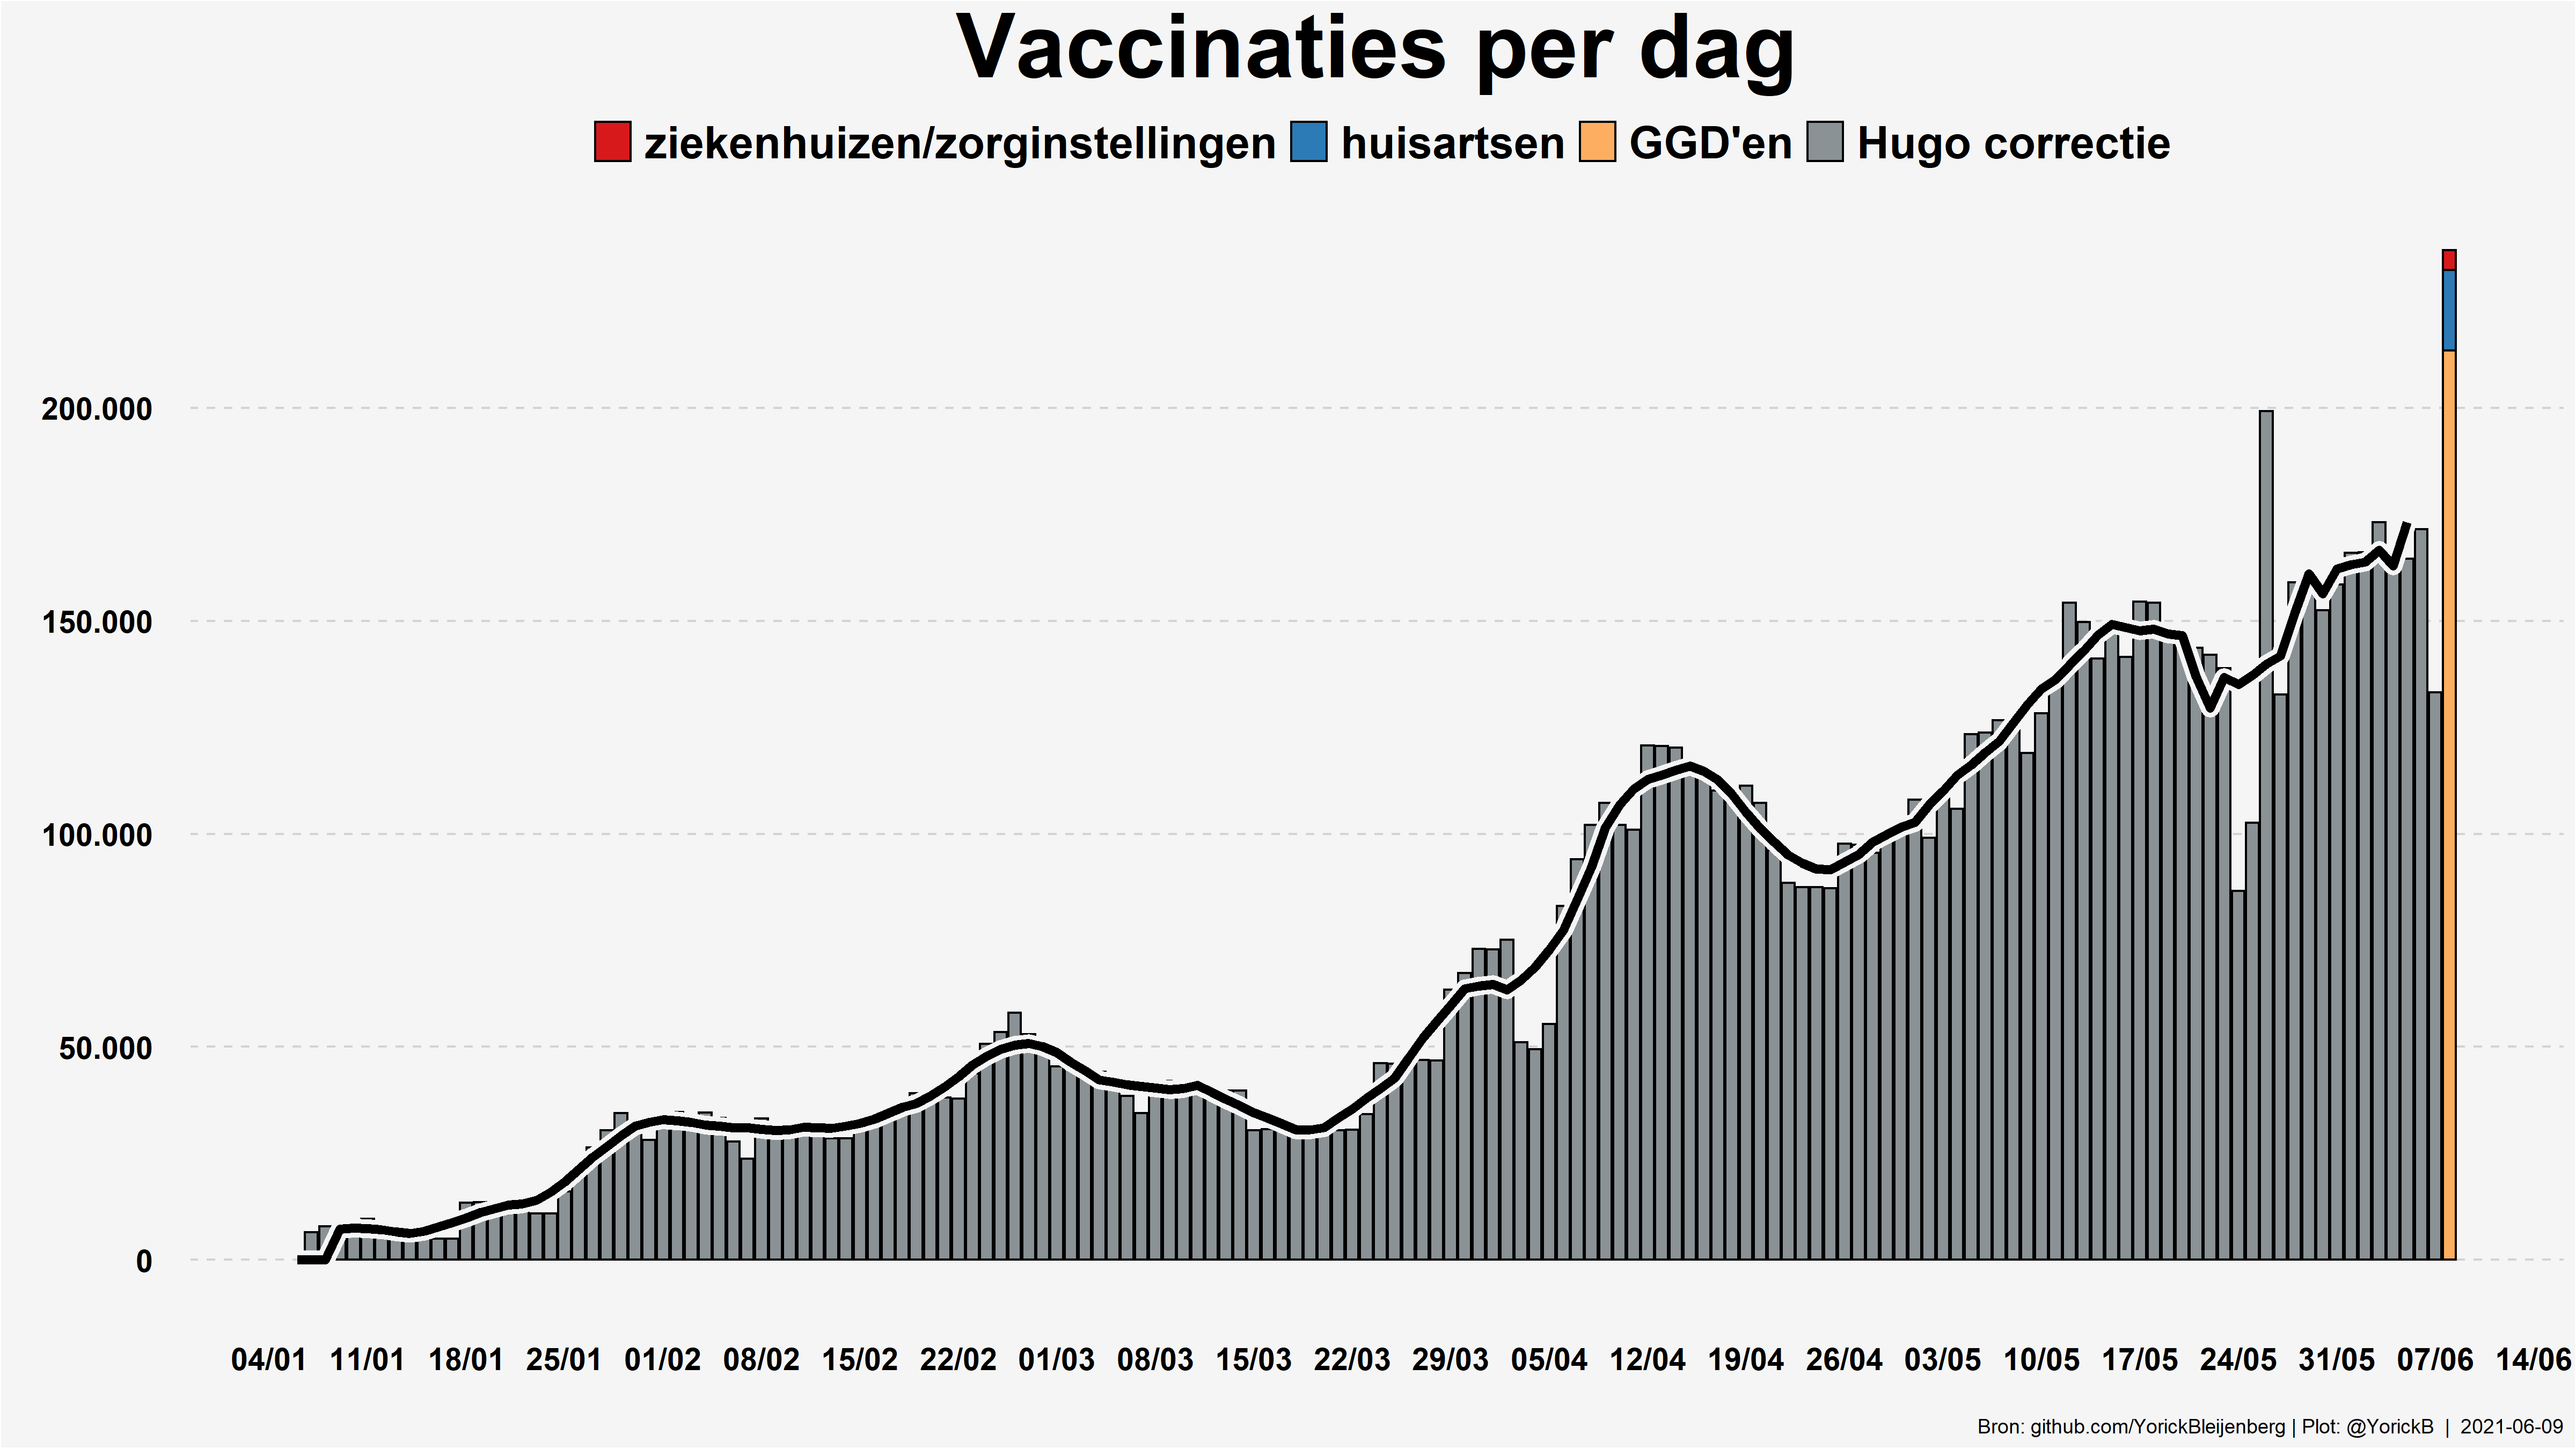 Vaccinaties per dag
ziekenhuizen/zorginstellingen huisartsen GGD'en Hugo correctie
200.000
150.000
100.000
50.000
0
04/01 11/01 18/01 25/01 01/02 08/02 15/02 22/02 01/03 08/03 15/03 22/03 29/03 05/04 12/04 19/04 26/04 03/05 10/05 17/05 24/05 31/05 07/06 14/06
Bron: github.com/YorickBleijenberg | Plot: @YorickB | 2021-06-09